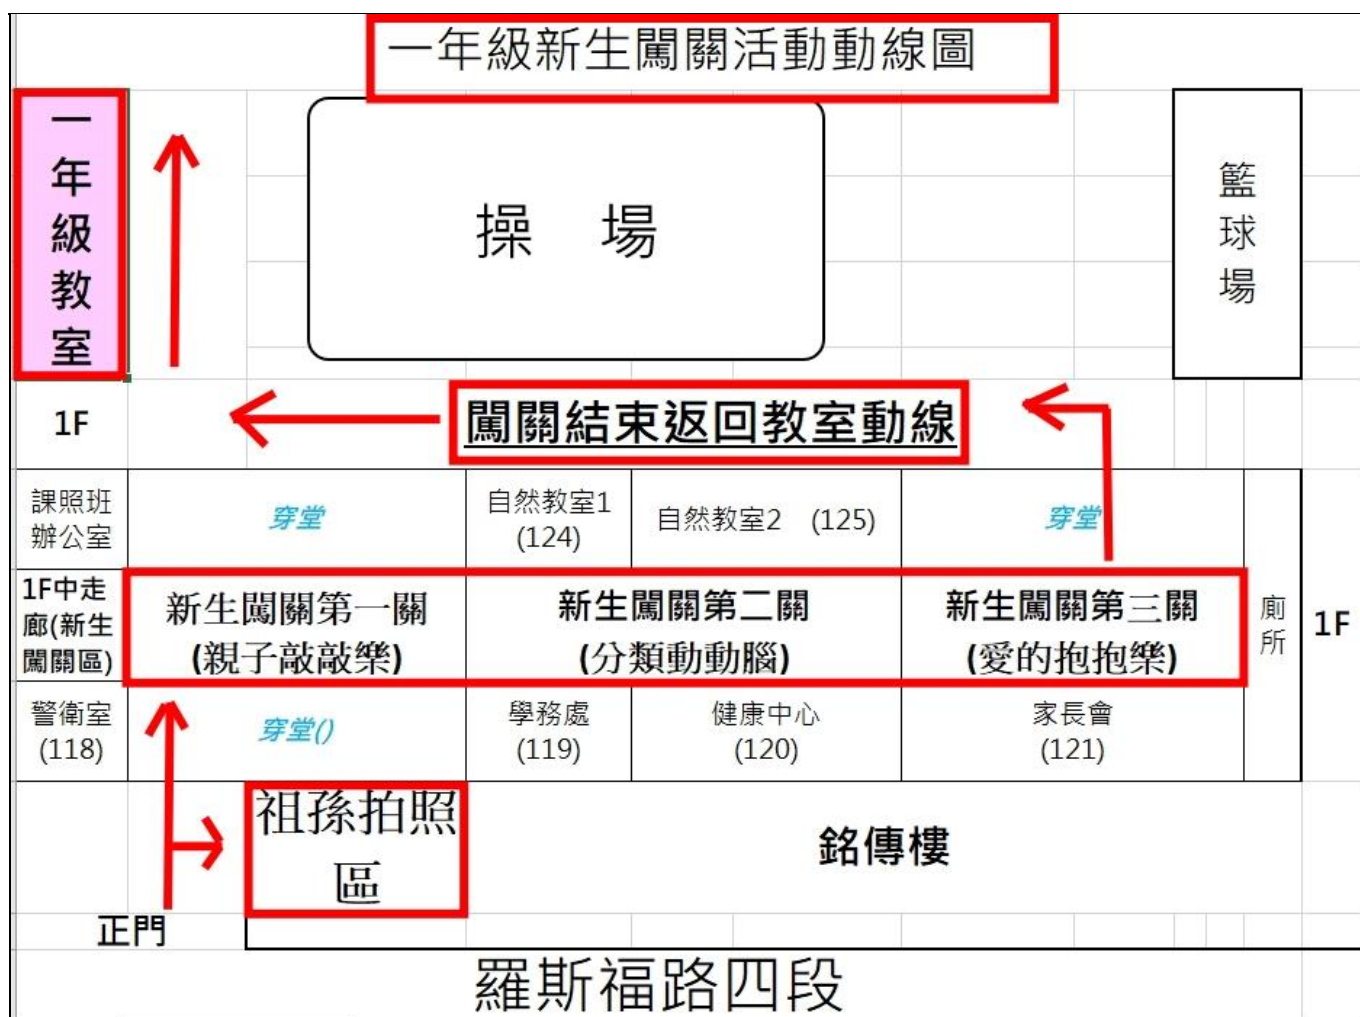 一年級新生闖關活動動線圖
一
年
級
教
室
操 場
籃
球
場
1F
闖關結束返回教室動線
課照班
辦公室
穿堂
自然教室1
(124)
自然教室2 (125)
穿堂
1F中走
廊(新生
闖關區)
新生闖關第一關
(親子敲敲樂)
新生闖關第二關
(分類動動腦)
新生闖關第三關
(愛的抱抱樂)
廁
所
1F
警衛室
(118)
穿堂()
學務處
(119)
健康中心
(120)
家長會
(121)
祖孫拍照
區
銘傳樓
正門
羅斯福路四段